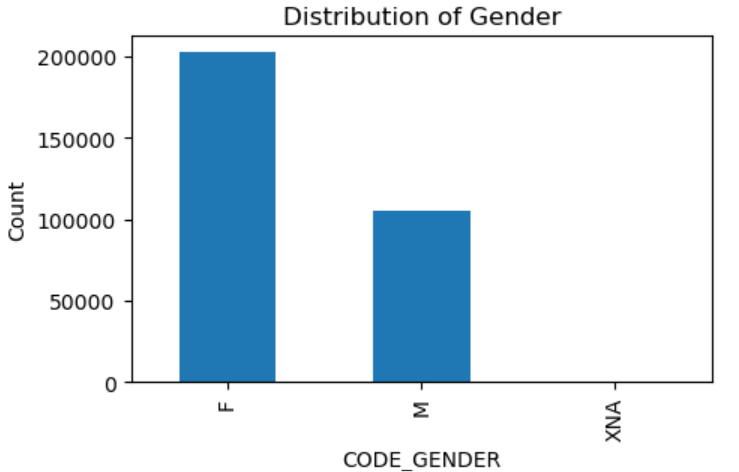 Distribution of Gender
200000
150000
100000
50000
0
Count
F
M
XNA
CODE_GENDER